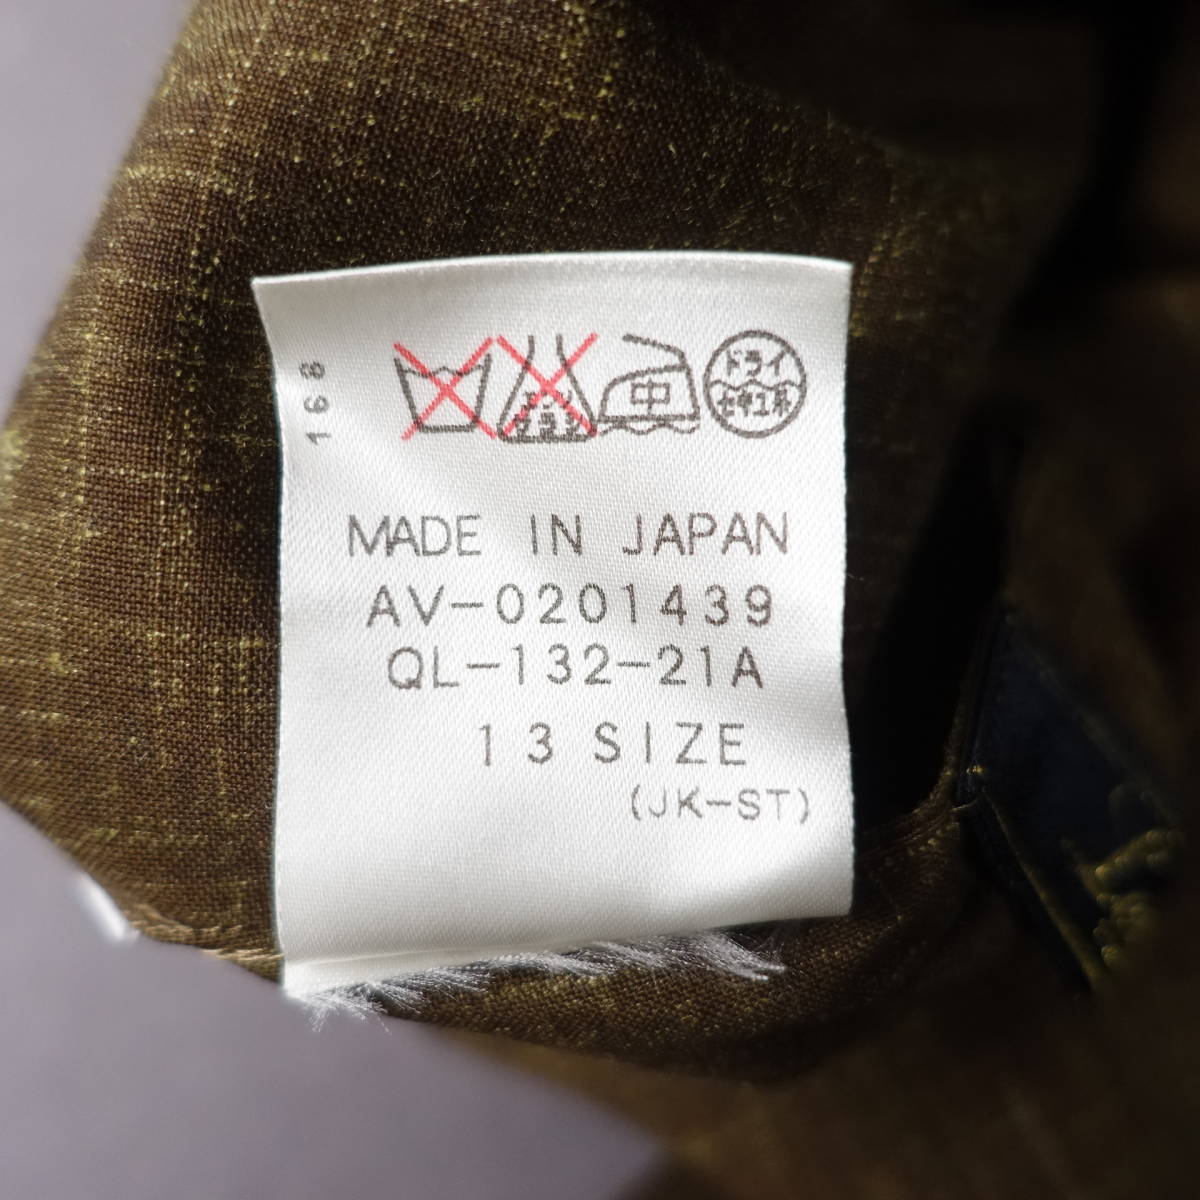 168
中
ドライ
セキユ系
MADE IN JAPAN
AV-0201439
QL-132-21A
13 SIZE
(JK-ST)